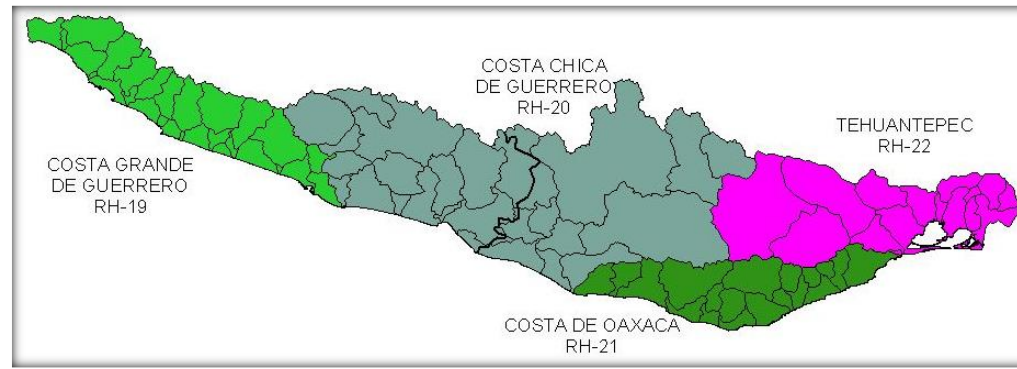 COSTA CHICA
DE GUERRERO
RH-20
TEHUANTEPEC
RH-22
COSTA GRANDE
DE GUERRERO
RH-19
COSTA DE OAXACA
RH-21